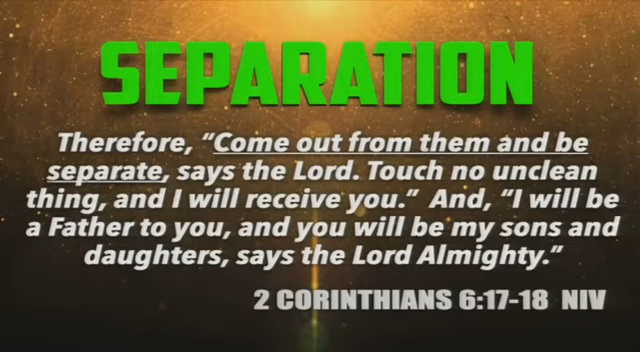 SEPARATION
Therefore, “Come out from them and be
separate, says the Lord. Touch no unclean
thing, and I will receive you.” And, “I will be
a Father to you, and you will be my sons and
daughters, says the Lord Almighty.”
2 CORINTHIANS 6:17-18 NIV